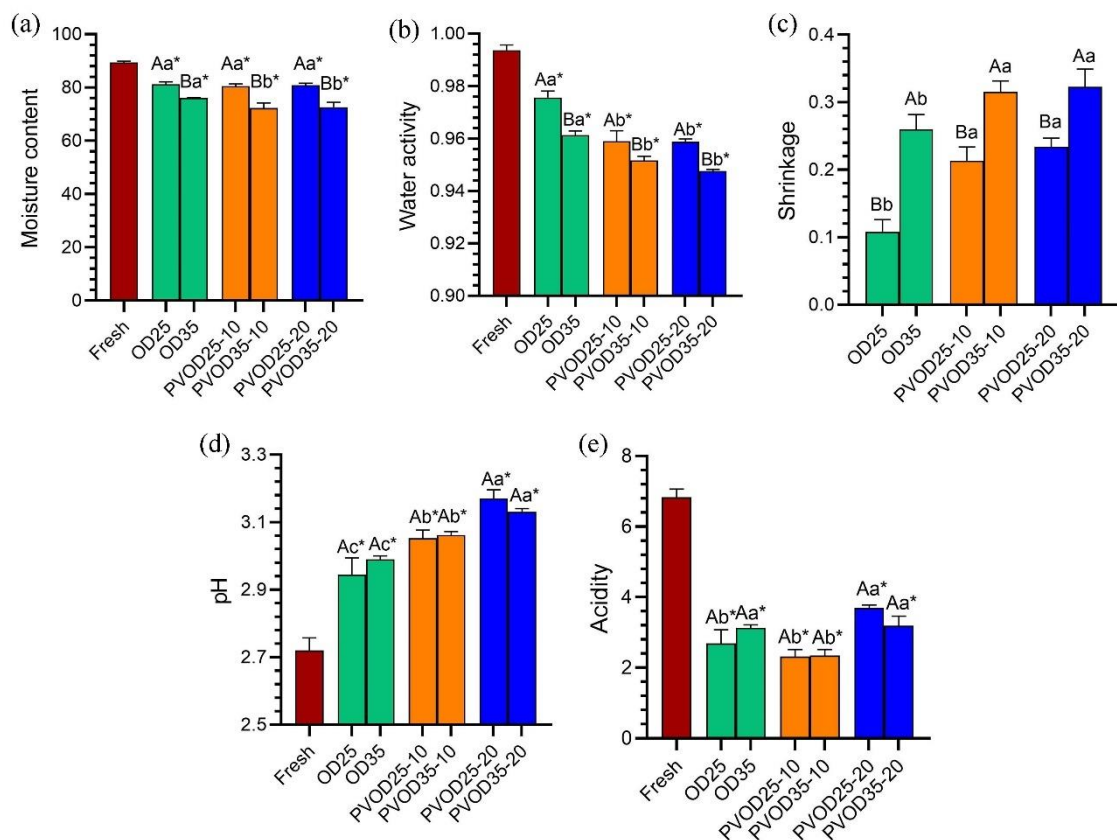 (a)
Moisture content
100
80
60
40
20
0
Aa* Ba* Aa* Bb* Aa* Bb*
Fresh OD25 OD35 PVOD25-10 PVOD35-10 PVOD25-20 PVOD35-20
(b)
Water activity
1.00
0.98
0.96
0.94
0.92
0.90
Aa* Ba* Ab* Bb* Ab* Bb*
Fresh OD25 OD35 PVOD25-10 PVOD35-10 PVOD25-20 PVOD35-20
(c)
Shrinkage
0.4
0.3
0.2
0.1
0.0
Bb Ab Ba Aa Ba Aa
OD25 OD35 PVOD25-10 PVOD35-10 PVOD25-20 PVOD35-20
(d)
pH
3.3
3.1
2.9
2.7
2.5
Ac* Ac* Ab* Ab* Aa* Aa*
Fresh OD25 OD35 PVOD25-10 PVOD35-10 PVOD25-20 PVOD35-20
(e)
Acidity
8
6
4
2
0
Ab* Aa* Ab* Ab* Aa* Aa*
Fresh OD25 OD35 PVOD25-10 PVOD35-10 PVOD25-20 PVOD35-20